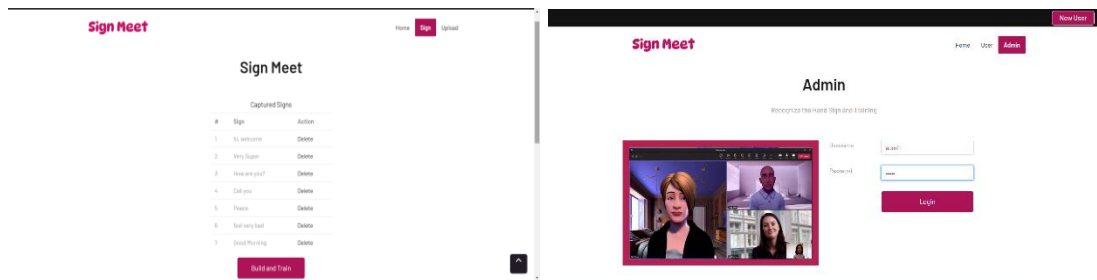 Sign Meet
Home Sign Upload
Sign Meet
Captured Signs
# Sign Action
1 hi, welcome Delete
2 Very Super Delete
3 How are you? Delete
4 Call you Delete
5 Peace Delete
6 feel very bad Delete
7 Good Morning Delete
Build and Train
New User
Sign Meet
Home User Admin
Admin
Recognize the Hand Sign and Training
Username
Password
Login